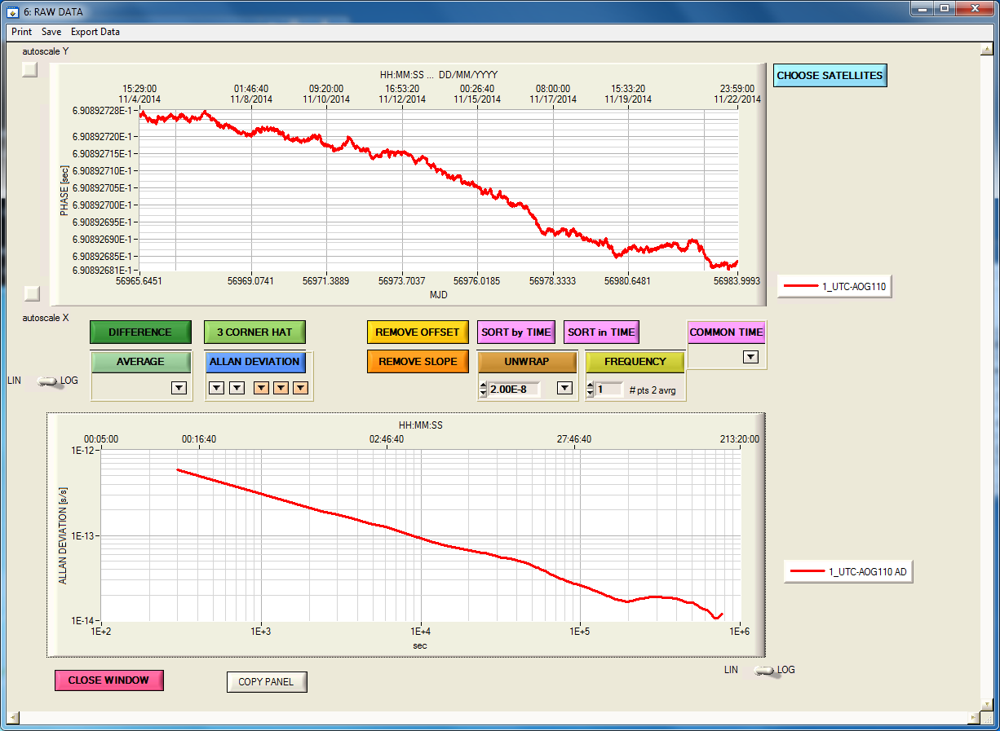 6: RAW DATA
Print Save Export Data
autoscale Y
HH:MM:SS ... DD/MM/YYYY
15:29:00 01:46:40 09:20:00 16:53:20 00:26:40 08:00:00 15:33:20 23:59:00
11/4/2014 11/8/2014 11/10/2014 11/12/2014 11/15/2014 11/17/2014 11/19/2014 11/22/2014
CHOOSE SATELLITES
PHASE [sec]
6.90892728E-1
6.90892720E-1
6.90892715E-1
6.90892710E-1
6.90892705E-1
6.90892700E-1
6.90892695E-1
6.90892690E-1
6.90892685E-1
6.90892681E-1
56965.6451 56969.0741 56971.3889 56973.7037 56976.0185 56978.3333 56980.6481 56983.9993
MJD
1_UTC-AOG110
autoscale X
DIFFERENCE 3 CORNER HAT REMOVE OFFSET SORT by TIME SORT in TIME COMMON TIME
AVERAGE ALLAN DEVIATION REMOVE SLOPE UNWRAP FREQUENCY
LIN LOG
2.00E-8 1 # pts 2 avrg
HH:MM:SS
00:05:00 00:16:40 02:46:40 27:46:40 213:20:00
ALLAN DEVIATION [s/s]
1E-12
1E-13
1E-14
1E+2 1E+3 1E+4 1E+5 1E+6
sec
1_UTC-AOG110 AD
LIN LOG
CLOSE WINDOW COPY PANEL